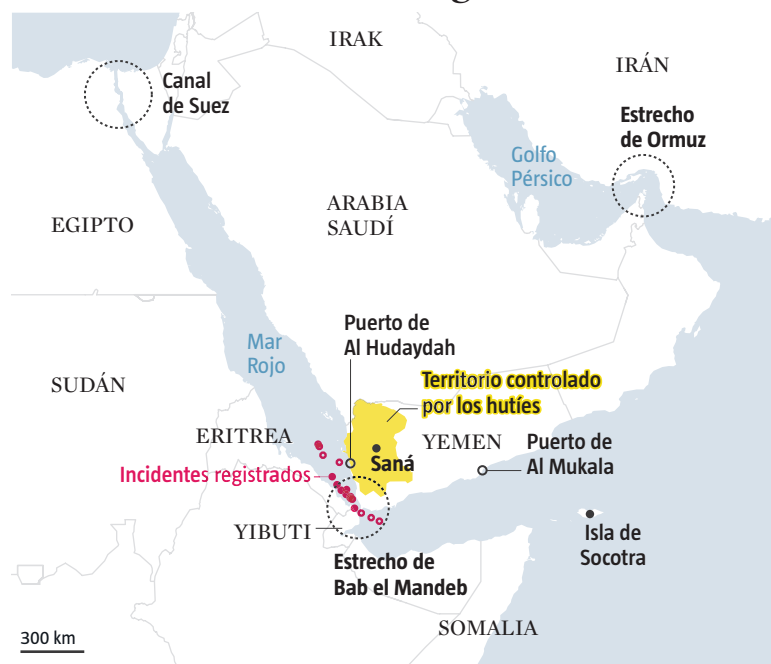 IRAK
IRÁN
Canal
de Suez
Estrecho
de Ormuz
Golfo
Pérsico
ARABIA
SAUDÍ
EGIPTO
Puerto de
Al Hudaydah
Mar
Rojo
SUDÁN
Territorio controlado
por los hutíes
ERITREA
YEMEN
Puerto de
Al Mukala
Saná
Incidentes registrados
YIBUTI
Isla de
Socotra
Estrecho de
Bab el Mandeb
SOMALIA
300 km